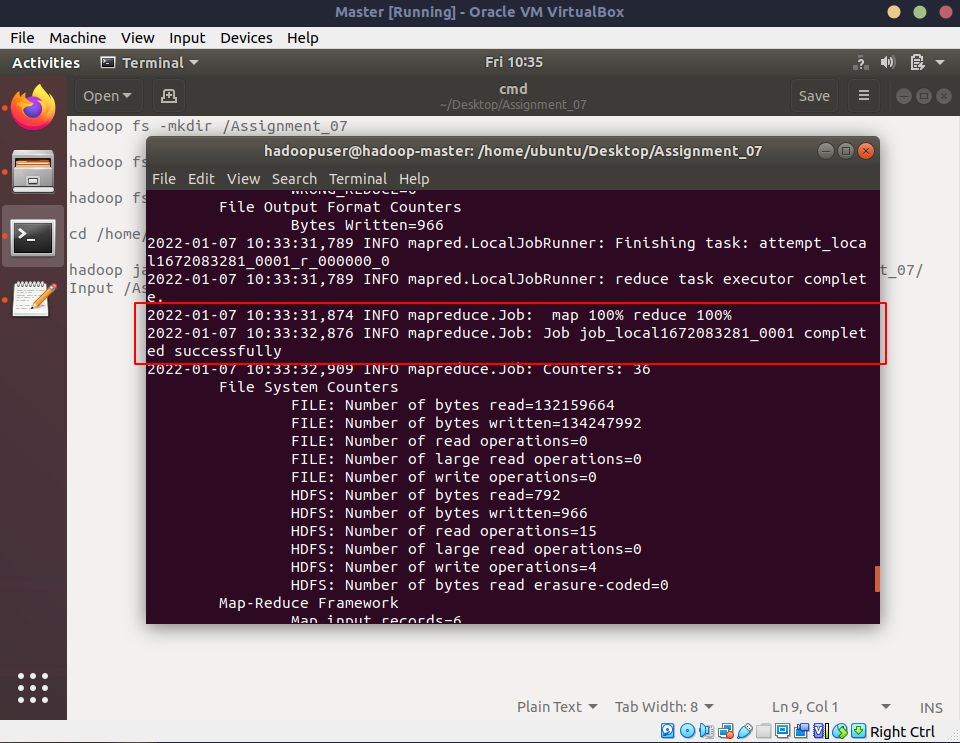 Master [Running] - Oracle VM VirtualBox
File Machine View Input Devices Help
Activities Terminal Fri 10:35
Open cmd Save
~/Desktop/Assignment_07
hadoop fs -mkdir /Assignment_07
hadoop fs
hadoop fs
cd /home/
hadoop ja t_07/
Input /As
hadoopuser@hadoop-master: /home/ubuntu/Desktop/Assignment_07
File Edit View Search Terminal Help
WRONG_REDUCE=0
File Output Format Counters
Bytes Written=966
2022-01-07 10:33:31,789 INFO mapred.LocalJobRunner: Finishing task: attempt_loca
l1672083281_0001_r_000000_0
2022-01-07 10:33:31,789 INFO mapred.LocalJobRunner: reduce task executor complet
e.
2022-01-07 10:33:31,874 INFO mapreduce.Job:  map 100% reduce 100%
2022-01-07 10:33:32,876 INFO mapreduce.Job: Job job_local1672083281_0001 complet
ed successfully
2022-01-07 10:33:32,909 INFO mapreduce.Job: Counters: 36
File System Counters
FILE: Number of bytes read=132159664
FILE: Number of bytes written=134247992
FILE: Number of read operations=0
FILE: Number of large read operations=0
FILE: Number of write operations=0
HDFS: Number of bytes read=792
HDFS: Number of bytes written=966
HDFS: Number of read operations=15
HDFS: Number of large read operations=0
HDFS: Number of write operations=4
HDFS: Number of bytes read erasure-coded=0
Map-Reduce Framework
Map input records=6
Plain Text Tab Width: 8 Ln 9, Col 1 INS
Right Ctrl